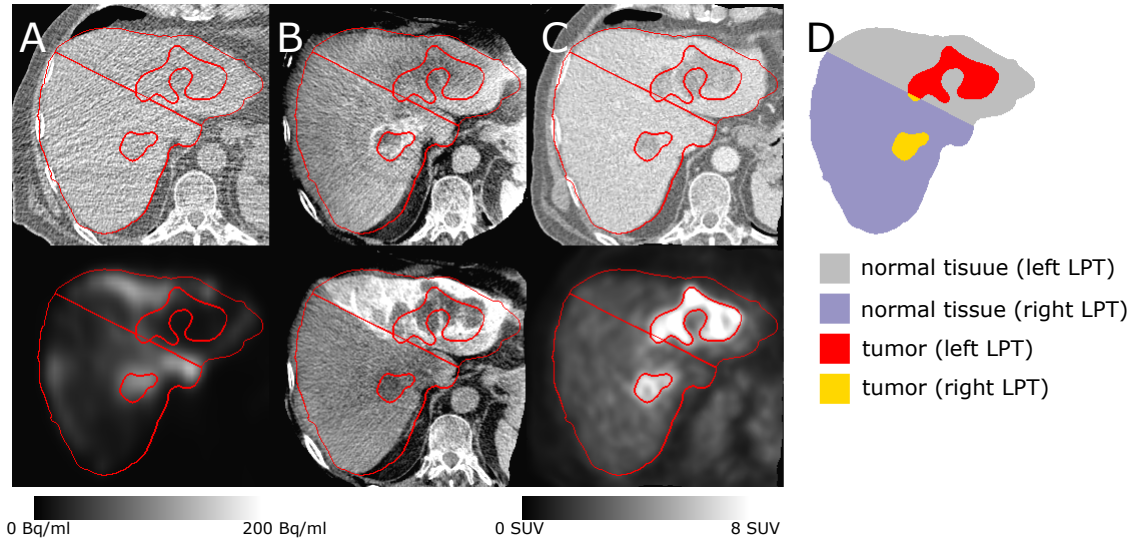 A
B
C
D
normal tisuue (left LPT)
normal tissue (right LPT)
tumor (left LPT)
tumor (right LPT)
0 Bq/ml
200 Bq/ml
0 SUV
8 SUV